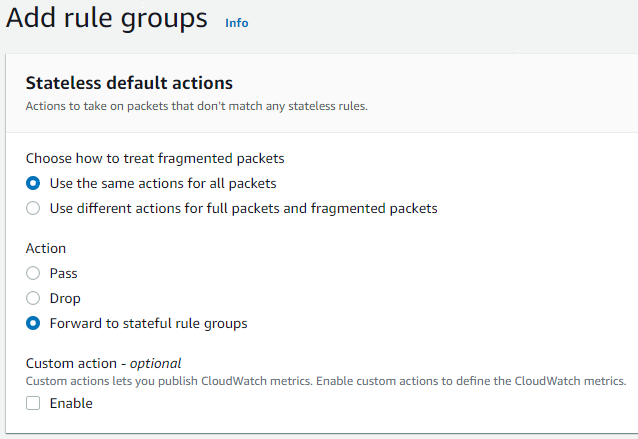 Add rule groups Info
Stateless default actions
Actions to take on packets that don't match any stateless rules.
Choose how to treat fragmented packets
Use the same actions for all packets
Use different actions for full packets and fragmented packets
Action
Pass
Drop
Forward to stateful rule groups
Custom action - optional
Custom actions lets you publish CloudWatch metrics. Enable custom actions to define the CloudWatch metrics.
Enable